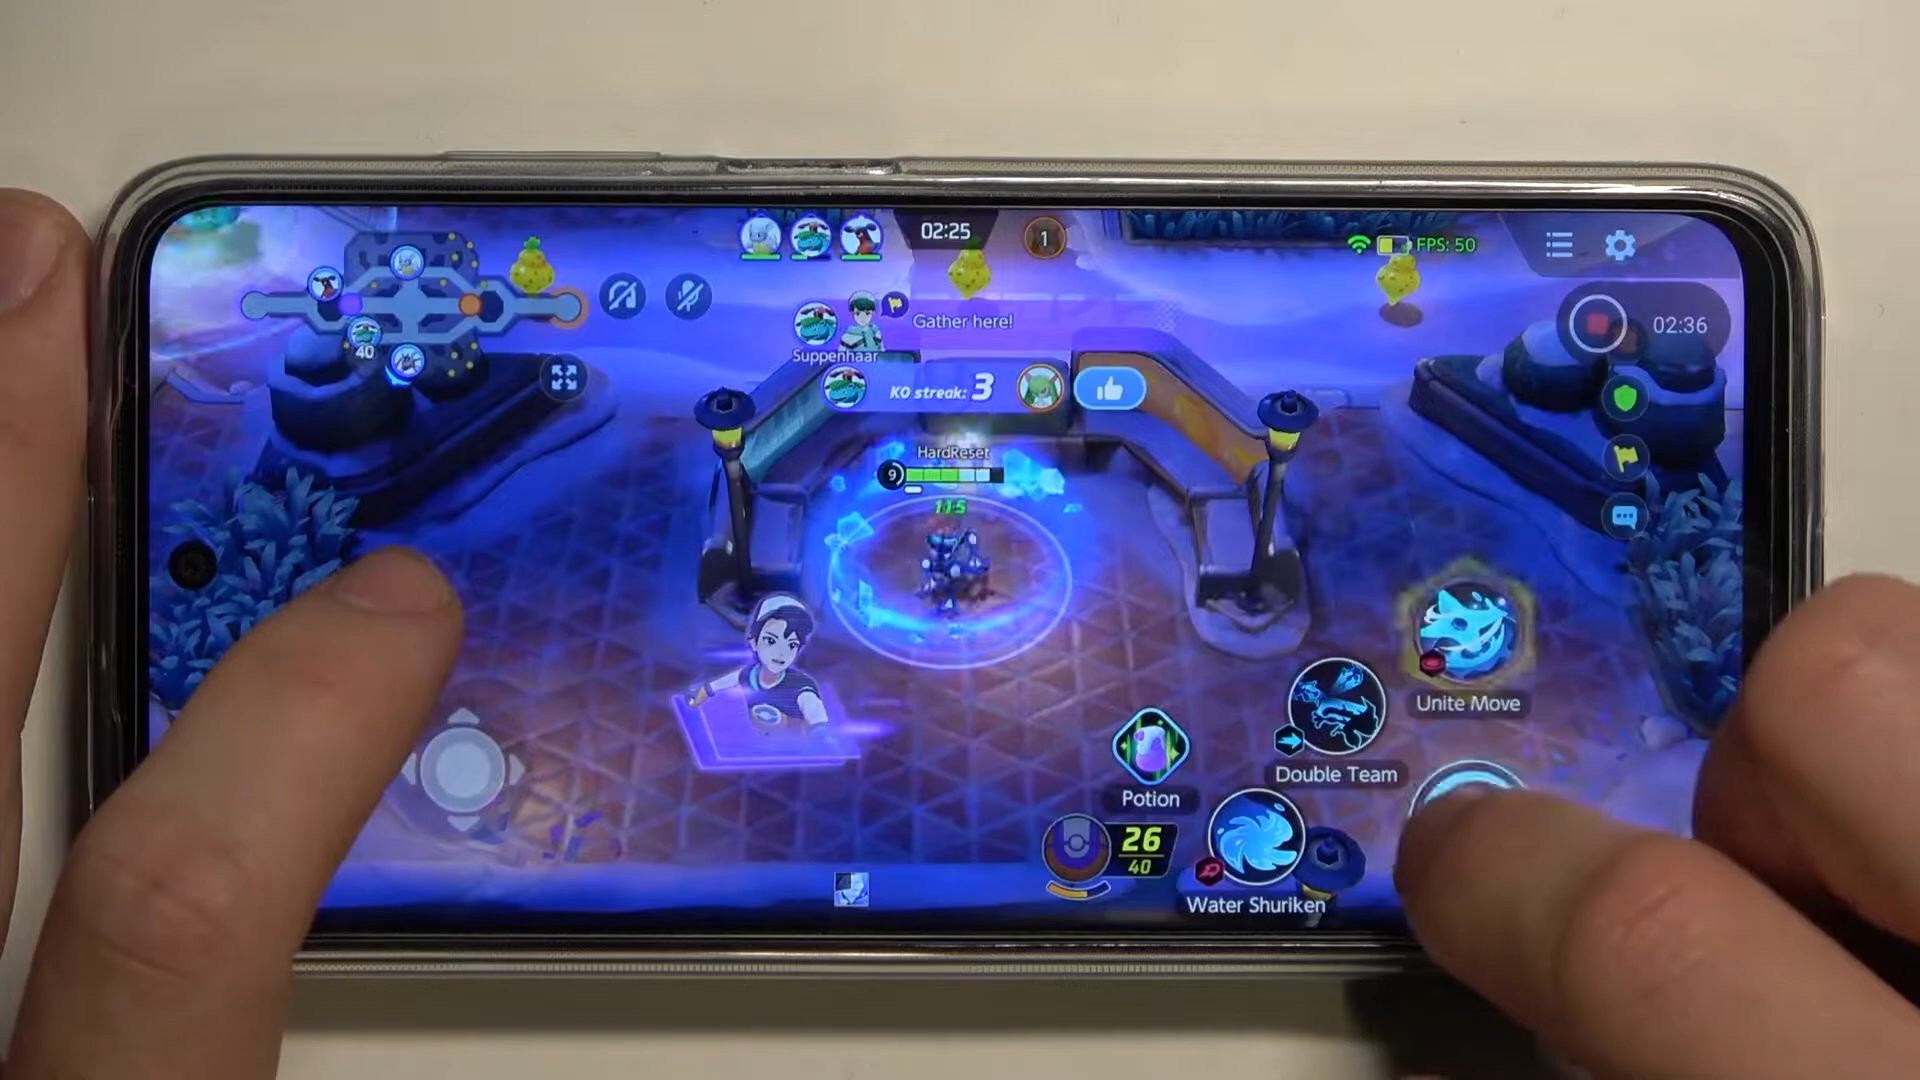 02:25
1
FPS: 50
02:36
Gather here!
Suppenhaar
40
KO streak: 3
HardReset
9
115
Unite Move
Double Team
Potion
26
40
Water Shuriken